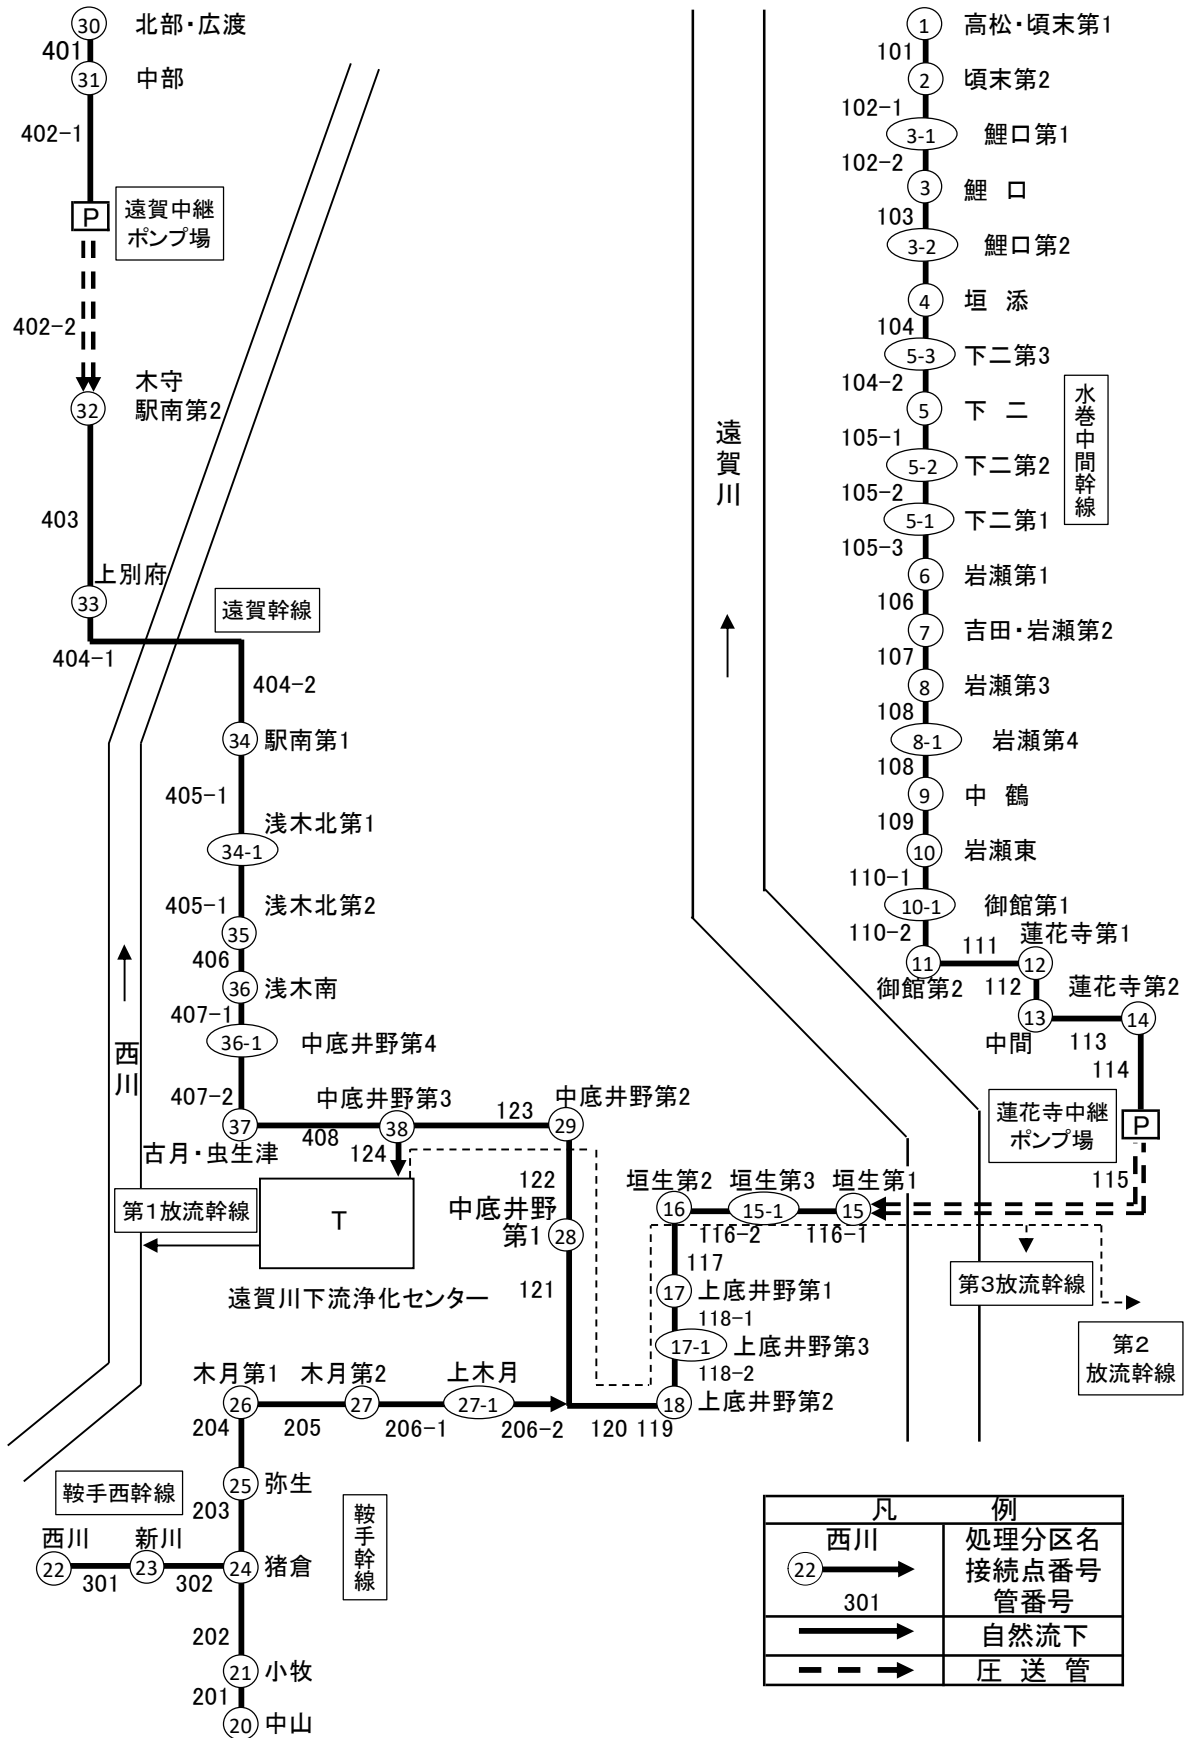 30 北部・広渡
401
31 中部
402-1
P
遠賀中継
ポンプ場
402-2
木守
32 駅南第2
403
上別府
33
遠賀幹線
404-1
404-2
34 駅南第1
405-1
浅木北第1
34-1
405-1
浅木北第2
35
406
36 浅木南
407-1
36-1 中底井野第4
407-2
37
古月・虫生津
408
中底井野第3
38
123
中底井野第2
29
124
122
中底井野
第1
28
121
第1放流幹線
T
遠賀川下流浄化センター
西川
遠賀川
1 高松・頃末第1
101
2 頃末第2
102-1
3-1 鯉口第1
102-2
3 鯉口
103
3-2 鯉口第2
4 垣添
104
5-3 下二第3
104-2
5 下二
105-1
5-2 下二第2
105-2
5-1 下二第1
105-3
水巻中間幹線
6 岩瀬第1
106
7 吉田・岩瀬第2
107
8 岩瀬第3
108
8-1 岩瀬第4
108
9 中鶴
109
10 岩瀬東
110-1
10-1 御館第1
110-2
11
御館第2
111
蓮花寺第1
12
112
13
中間
113
蓮花寺第2
14
114
蓮花寺中継
ポンプ場
P
115
垣生第2 垣生第3 垣生第1
16 15-1 15
116-2 116-1
117
17 上底井野第1
118-1
17-1 上底井野第3
118-2
18 上底井野第2
120 119
第3放流幹線
第2
放流幹線
木月第1 木月第2 上木月
26 27 27-1
204 205 206-1 206-2
25 弥生
203
鞍手西幹線
鞍手幹線
西川 新川
22 23 24 猪倉
301 302
202
21 小牧
201
20 中山
凡例
西川 処理分区名
22 接続点番号
301 管番号
自然流下
圧送管